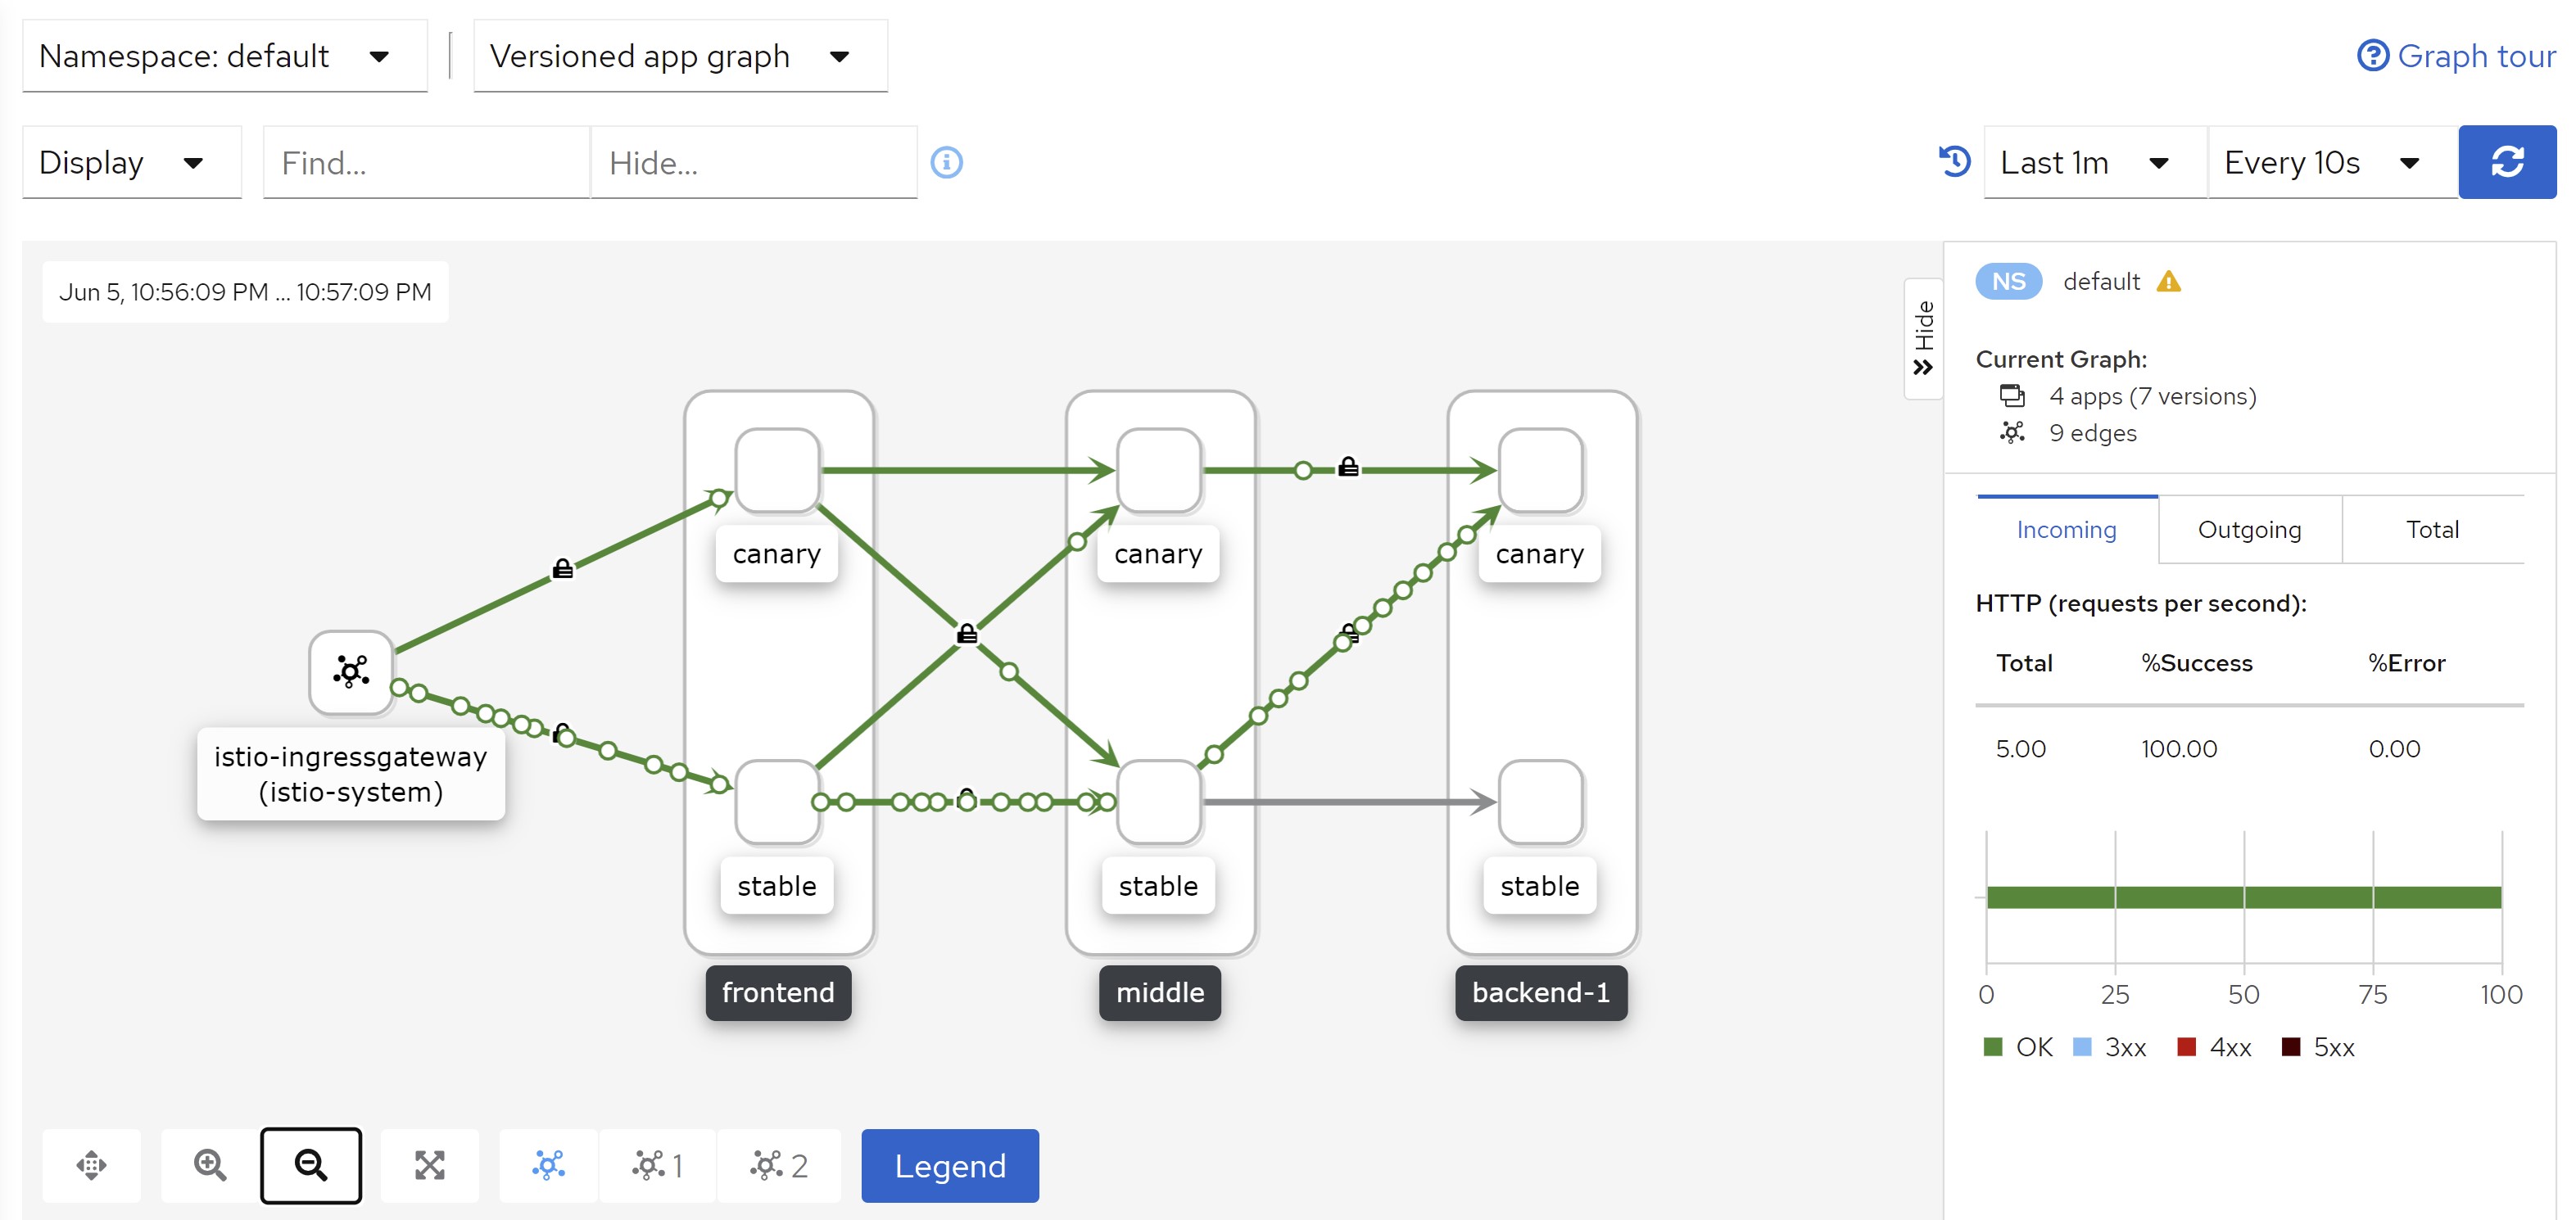 Namespace: default
Versioned app graph
Graph tour
Display
Find...
Hide...
Last 1m
Every 10s
Jun 5, 10:56:09 PM ... 10:57:09 PM
Hide
NS default
Current Graph:
4 apps (7 versions)
9 edges
Incoming
Outgoing
Total
HTTP (requests per second):
Total %Success %Error
5.00 100.00 0.00
0 25 50 75 100
OK 3xx 4xx 5xx
canary
canary
canary
istio-ingressgateway
(istio-system)
stable
stable
stable
frontend
middle
backend-1
1
2
Legend